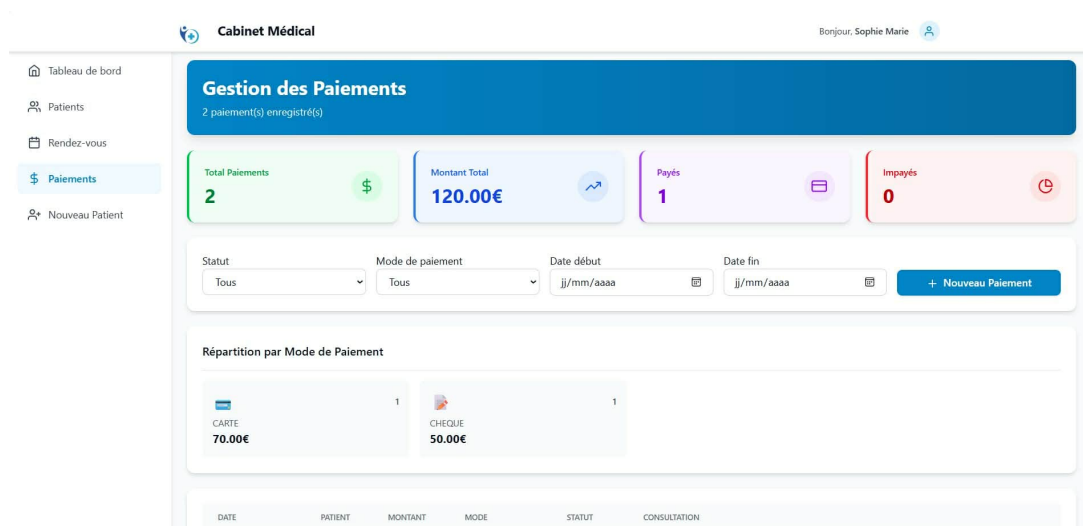 Cabinet Médical
Bonjour, Sophie Marie
Tableau de bord
Patients
Rendez-vous
Paiements
Nouveau Patient
Gestion des Paiements
2 paiement(s) enregistré(s)
Total Paiements
2
Montant Total
120.00€
Payés
1
Impayés
0
Statut
Tous
Mode de paiement
Tous
Date début
jj/mm/aaaa
Date fin
jj/mm/aaaa
+ Nouveau Paiement
Répartition par Mode de Paiement
1
CARTE
70.00€
1
CHEQUE
50.00€
DATE PATIENT MONTANT MODE STATUT CONSULTATION